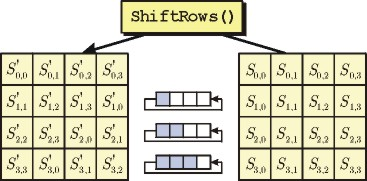 ShiftRows()
S'0,0 S'0,1 S'0,2 S'0,3 S0,0 S0,1 S0,2 S0,3
S'1,1 S'1,2 S'1,3 S'1,0 S1,0 S1,1 S1,2 S1,3
S'2,2 S'2,3 S'2,0 S'2,1 S2,0 S2,1 S2,2 S2,3
S'3,3 S'3,0 S'3,1 S'3,2 S3,0 S3,1 S3,2 S3,3